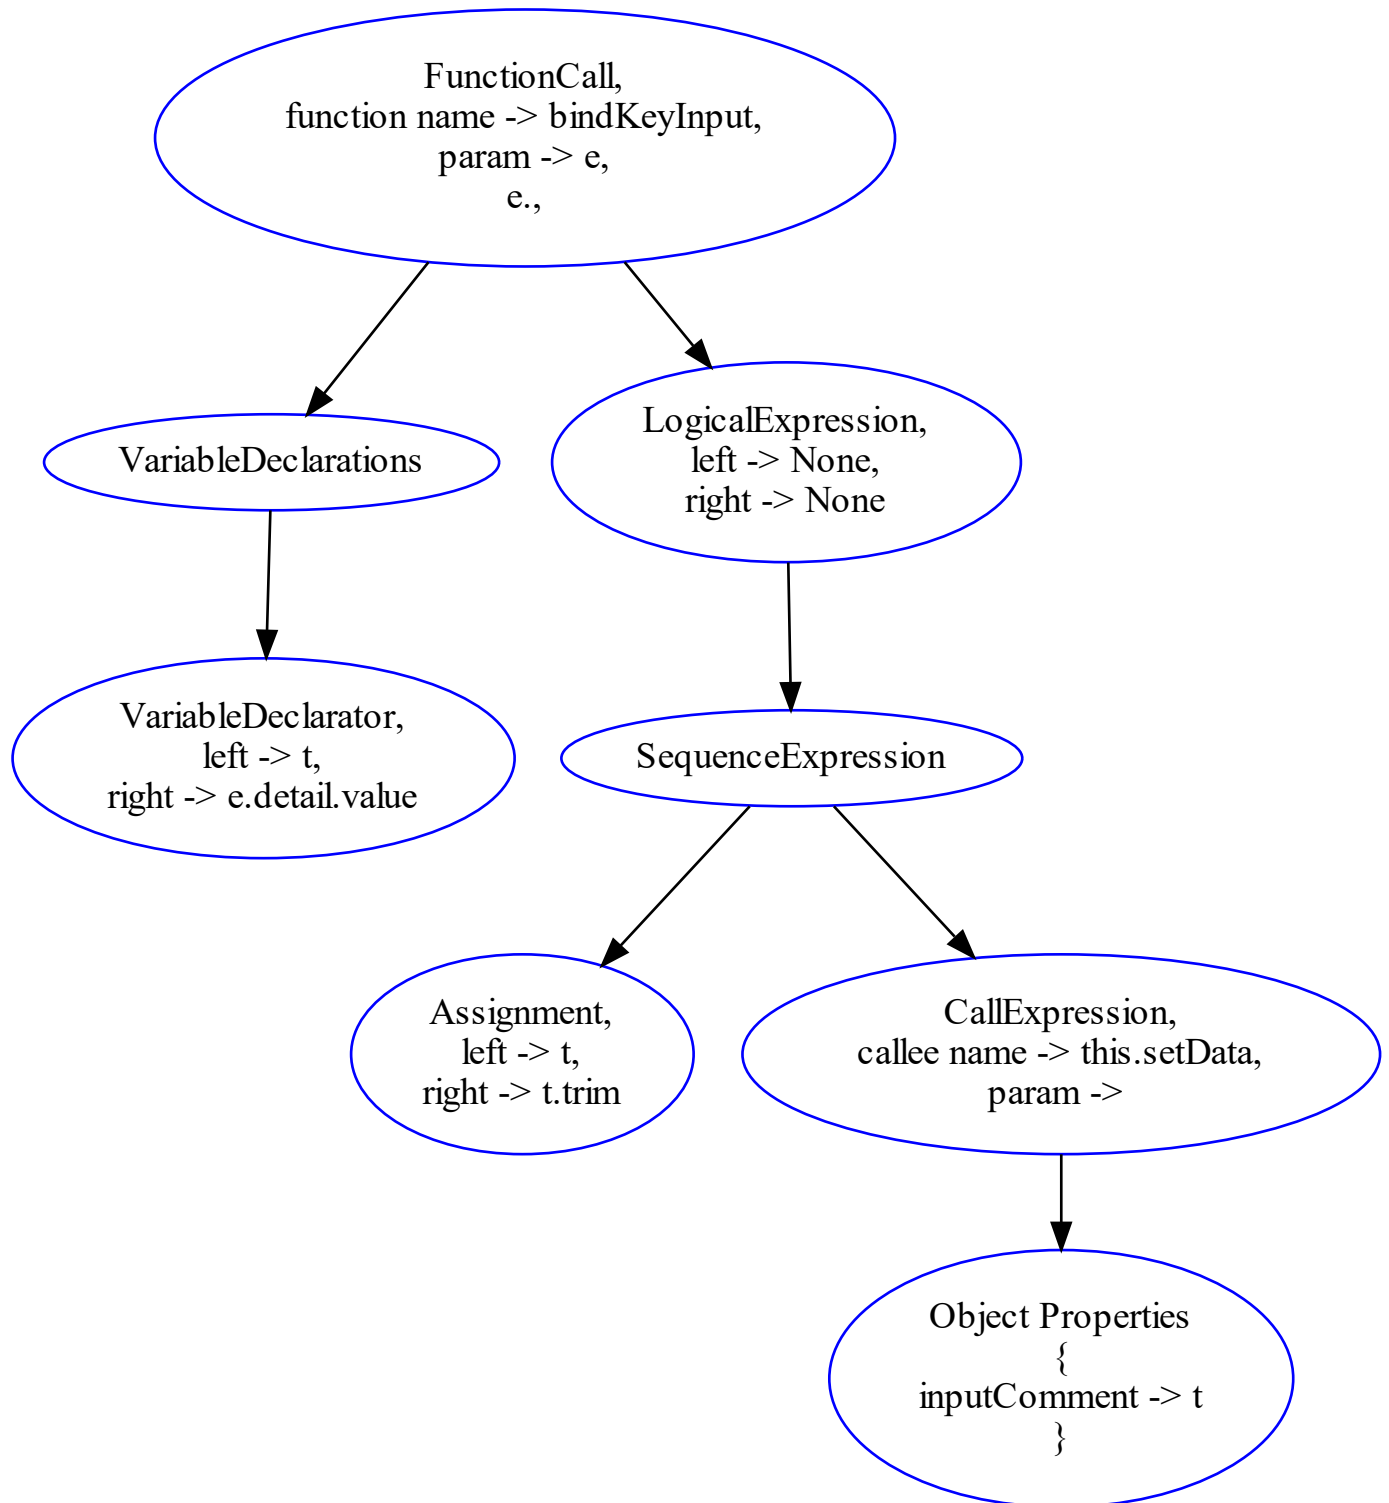 FunctionCall,
function name -> bindKeyInput,
param -> e,
e.,
VariableDeclarations
LogicalExpression,
left -> None,
right -> None
VariableDeclarator,
left -> t,
right -> e.detail.value
SequenceExpression
Assignment,
left -> t,
right -> t.trim
CallExpression,
callee name -> this.setData,
param ->
Object Properties
{
inputComment -> t
}